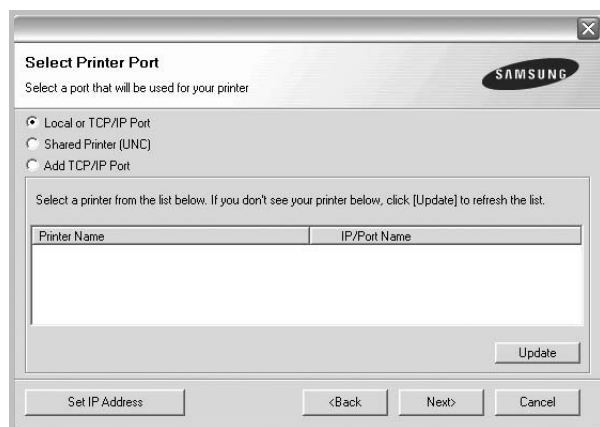 Select Printer Port
Select a port that will be used for your printer
SAMSUNG
Local or TCP/IP Port
Shared Printer (UNC)
Add TCP/IP Port
Select a printer from the list below. If you don't see your printer below, click [Update] to refresh the list.
Printer Name IP/Port Name
Update
Set IP Address <Back Next> Cancel